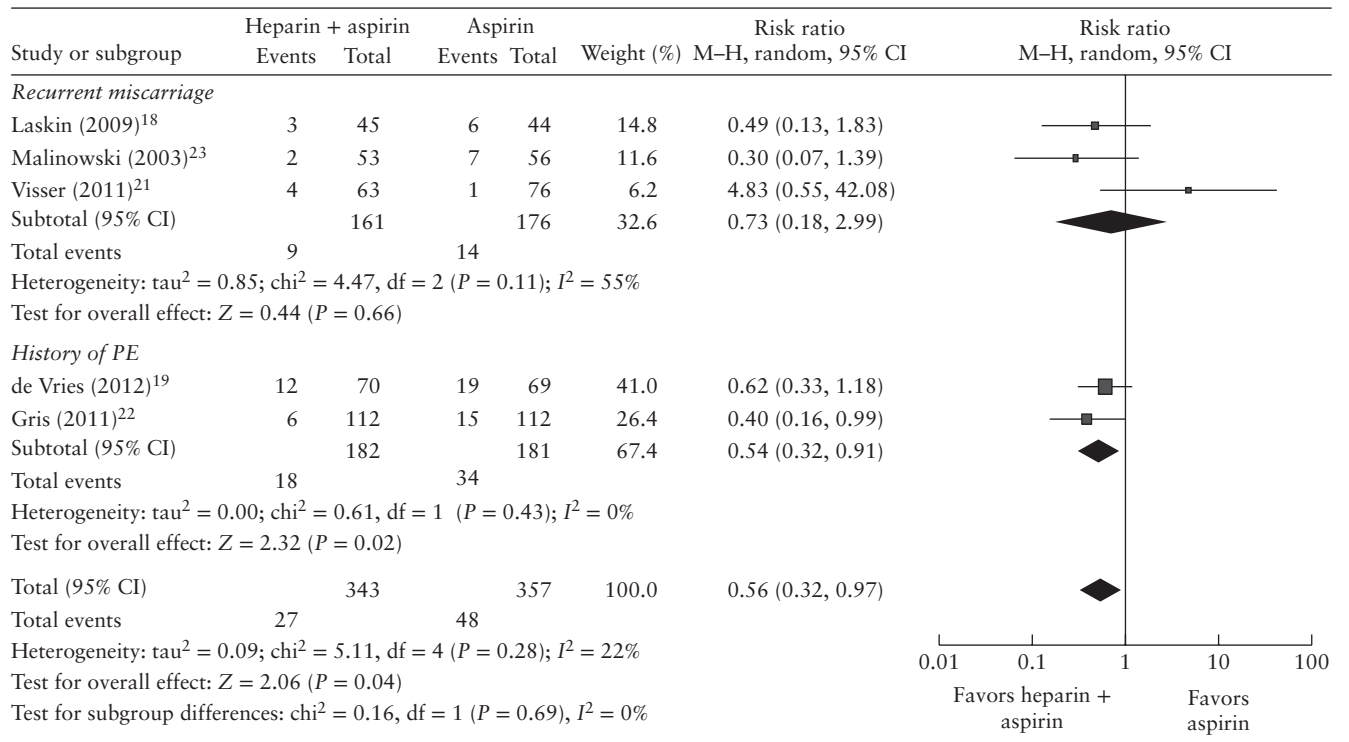 Heparin + aspirin Aspirin Risk ratio Risk ratio
Study or subgroup Events Total Events Total Weight (%) M–H, random, 95% CI M–H, random, 95% CI
Recurrent miscarriage
Laskin (2009)¹⁸ 3 45 6 44 14.8 0.49 (0.13, 1.83)
Malinowski (2003)²³ 2 53 7 56 11.6 0.30 (0.07, 1.39)
Visser (2011)²¹ 4 63 1 76 6.2 4.83 (0.55, 42.08)
Subtotal (95% CI) 161 176 32.6 0.73 (0.18, 2.99)
Total events 9 14
Heterogeneity: tau² = 0.85; chi² = 4.47, df = 2 (P = 0.11); I² = 55%
Test for overall effect: Z = 0.44 (P = 0.66)
History of PE
de Vries (2012)¹⁹ 12 70 19 69 41.0 0.62 (0.33, 1.18)
Gris (2011)²² 6 112 15 112 26.4 0.40 (0.16, 0.99)
Subtotal (95% CI) 182 181 67.4 0.54 (0.32, 0.91)
Total events 18 34
Heterogeneity: tau² = 0.00; chi² = 0.61, df = 1 (P = 0.43); I² = 0%
Test for overall effect: Z = 2.32 (P = 0.02)
Total (95% CI) 343 357 100.0 0.56 (0.32, 0.97)
Total events 27 48
Heterogeneity: tau² = 0.09; chi² = 5.11, df = 4 (P = 0.28); I² = 22%
Test for overall effect: Z = 2.06 (P = 0.04)
Test for subgroup differences: chi² = 0.16, df = 1 (P = 0.69), I² = 0%
0.01 0.1 1 10 100
Favors heparin + Favors
aspirin aspirin